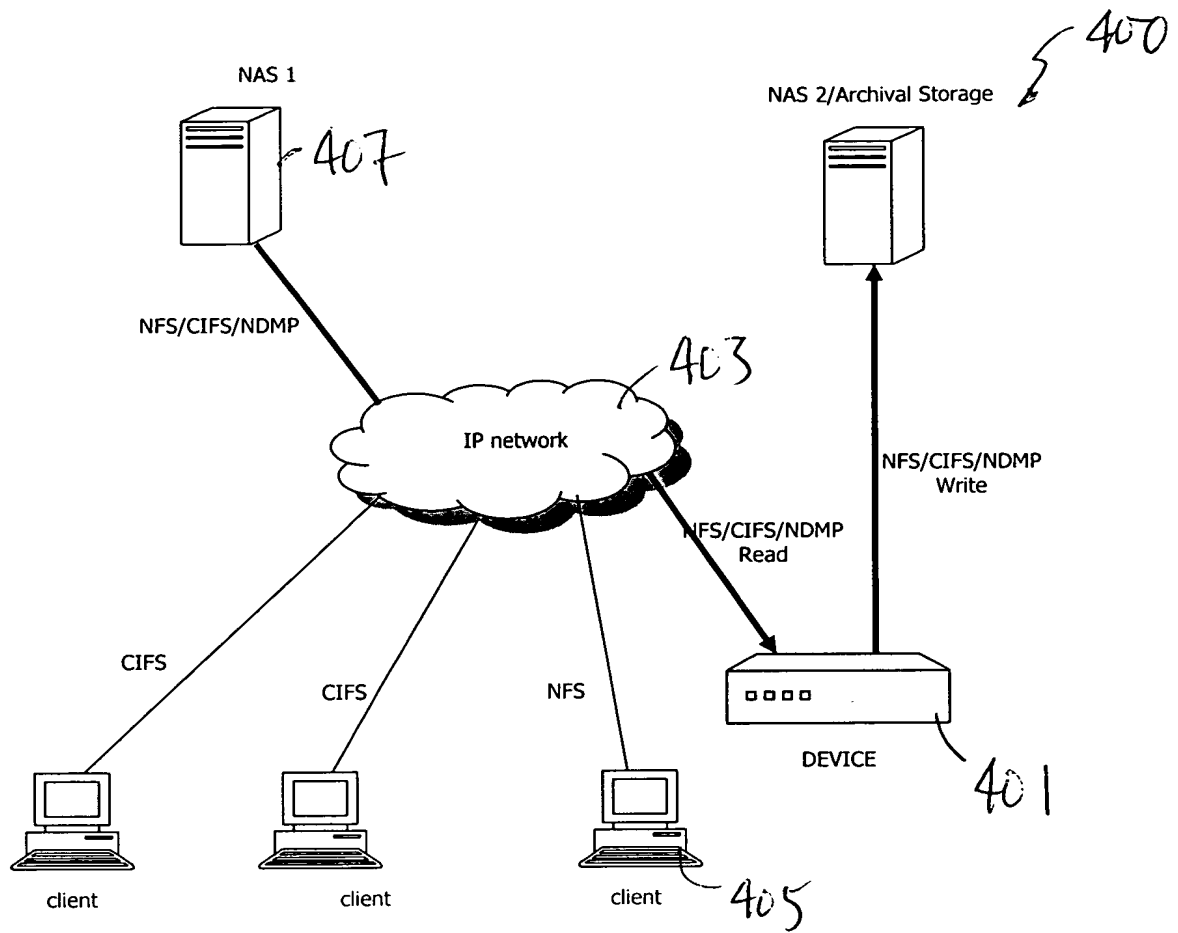 400
NAS 1
NAS 2/Archival Storage
407
NFS/CIFS/NDMP
403
IP network
NFS/CIFS/NDMP
Write
NFS/CIFS/NDMP
Read
CIFS
CIFS
NFS
DEVICE
401
client
client
client
405